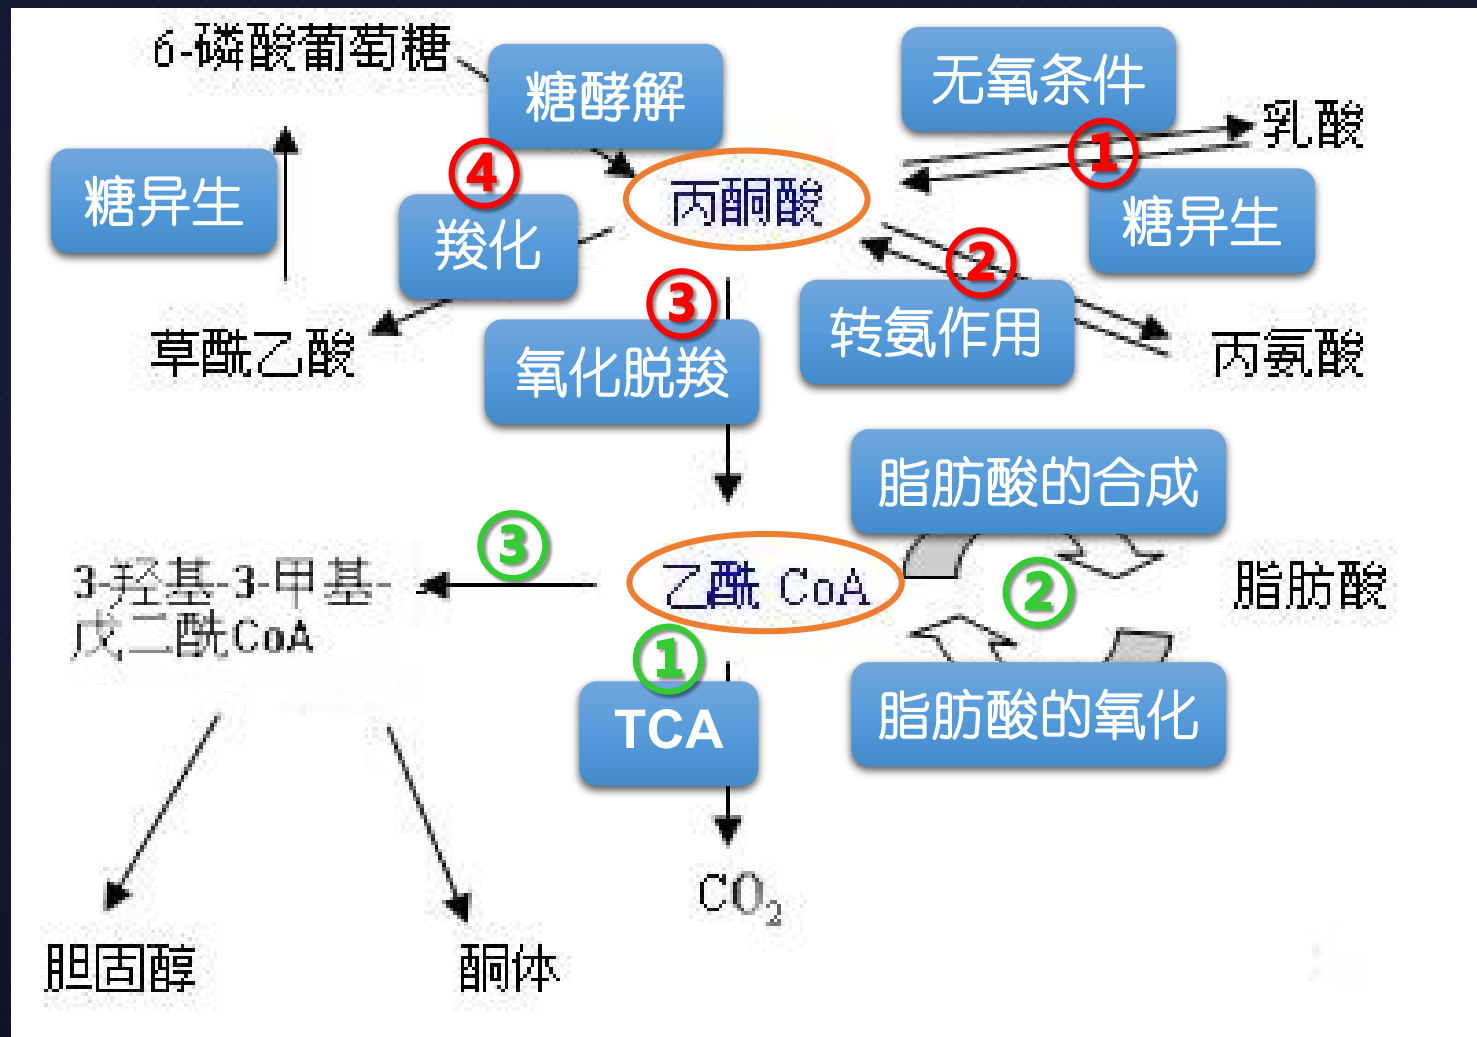 6-磷酸葡萄糖
糖酵解
无氧条件
乳酸
①
④
糖异生
丙酮酸
糖异生
羧化
②
③
转氨作用
草酰乙酸
氧化脱羧
丙氨酸
脂肪酸的合成
③
3-羟基-3-甲基-
戊二酰CoA
乙酰 CoA
②
脂肪酸
①
TCA
脂肪酸的氧化
CO₂
胆固醇
酮体